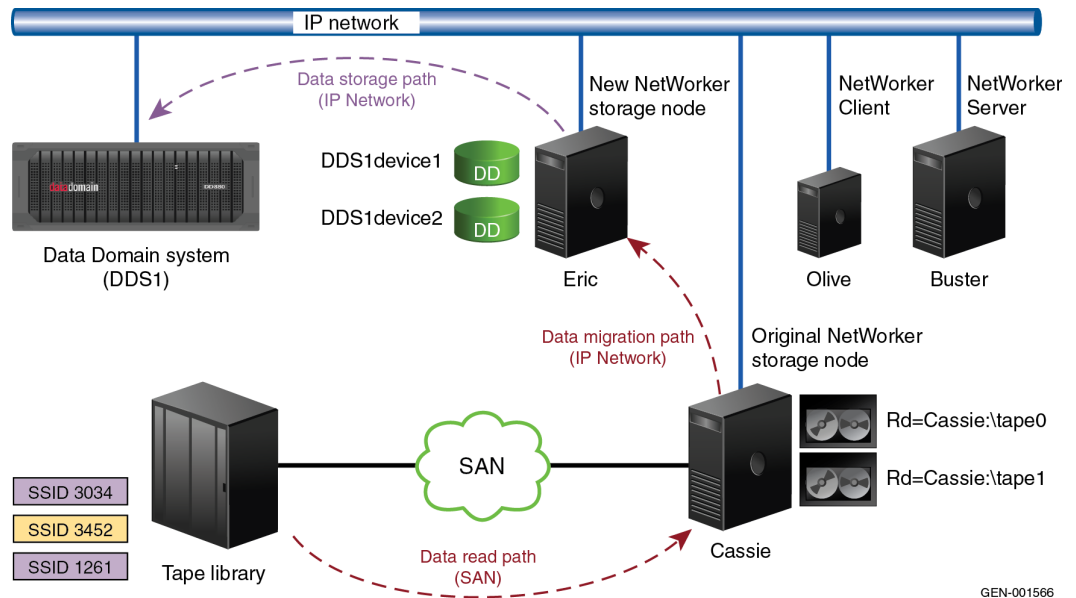 IP network
Data storage path
(IP Network)
New NetWorker
storage node
NetWorker
Client
NetWorker
Server
DDS1device1
DD
DDS1device2
DD
datadomain
Data Domain system
(DDS1)
Eric
Olive
Buster
Data migration path
(IP Network)
Original NetWorker
storage node
Rd=Cassie:\tape0
SAN
Rd=Cassie:\tape1
SSID 3034
SSID 3452
SSID 1261
Tape library
Data read path
(SAN)
Cassie
GEN-001566